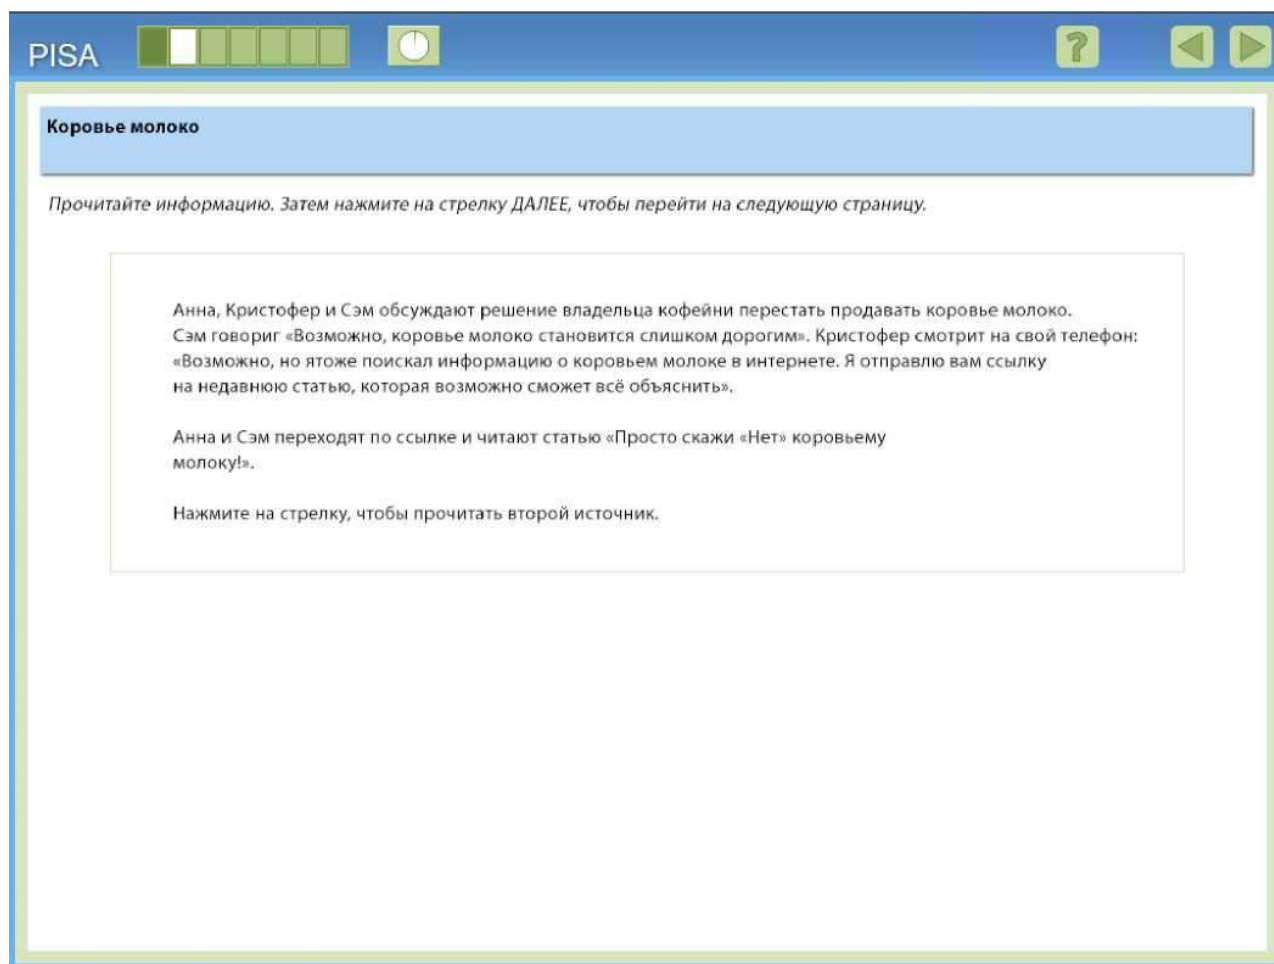 PISA
?
Коровье молоко
Прочитайте информацию. Затем нажмите на стрелку ДАЛЕЕ, чтобы перейти на следующую страницу.
Анна, Кристофер и Сэм обсуждают решение владельца кофейни перестать продавать коровье молоко.
Сэм говориг «Возможно, коровье молоко становится слишком дорогим». Кристофер смотрит на свой телефон:
«Возможно, но ятоже поискал информацию о коровьем молоке в интернете. Я отправлю вам ссылку
на недавнюю статью, которая возможно сможет всё объяснить».
Анна и Сэм переходят по ссылке и читают статью «Просто скажи «Нет» коровьему
молоку!».
Нажмите на стрелку, чтобы прочитать второй источник.